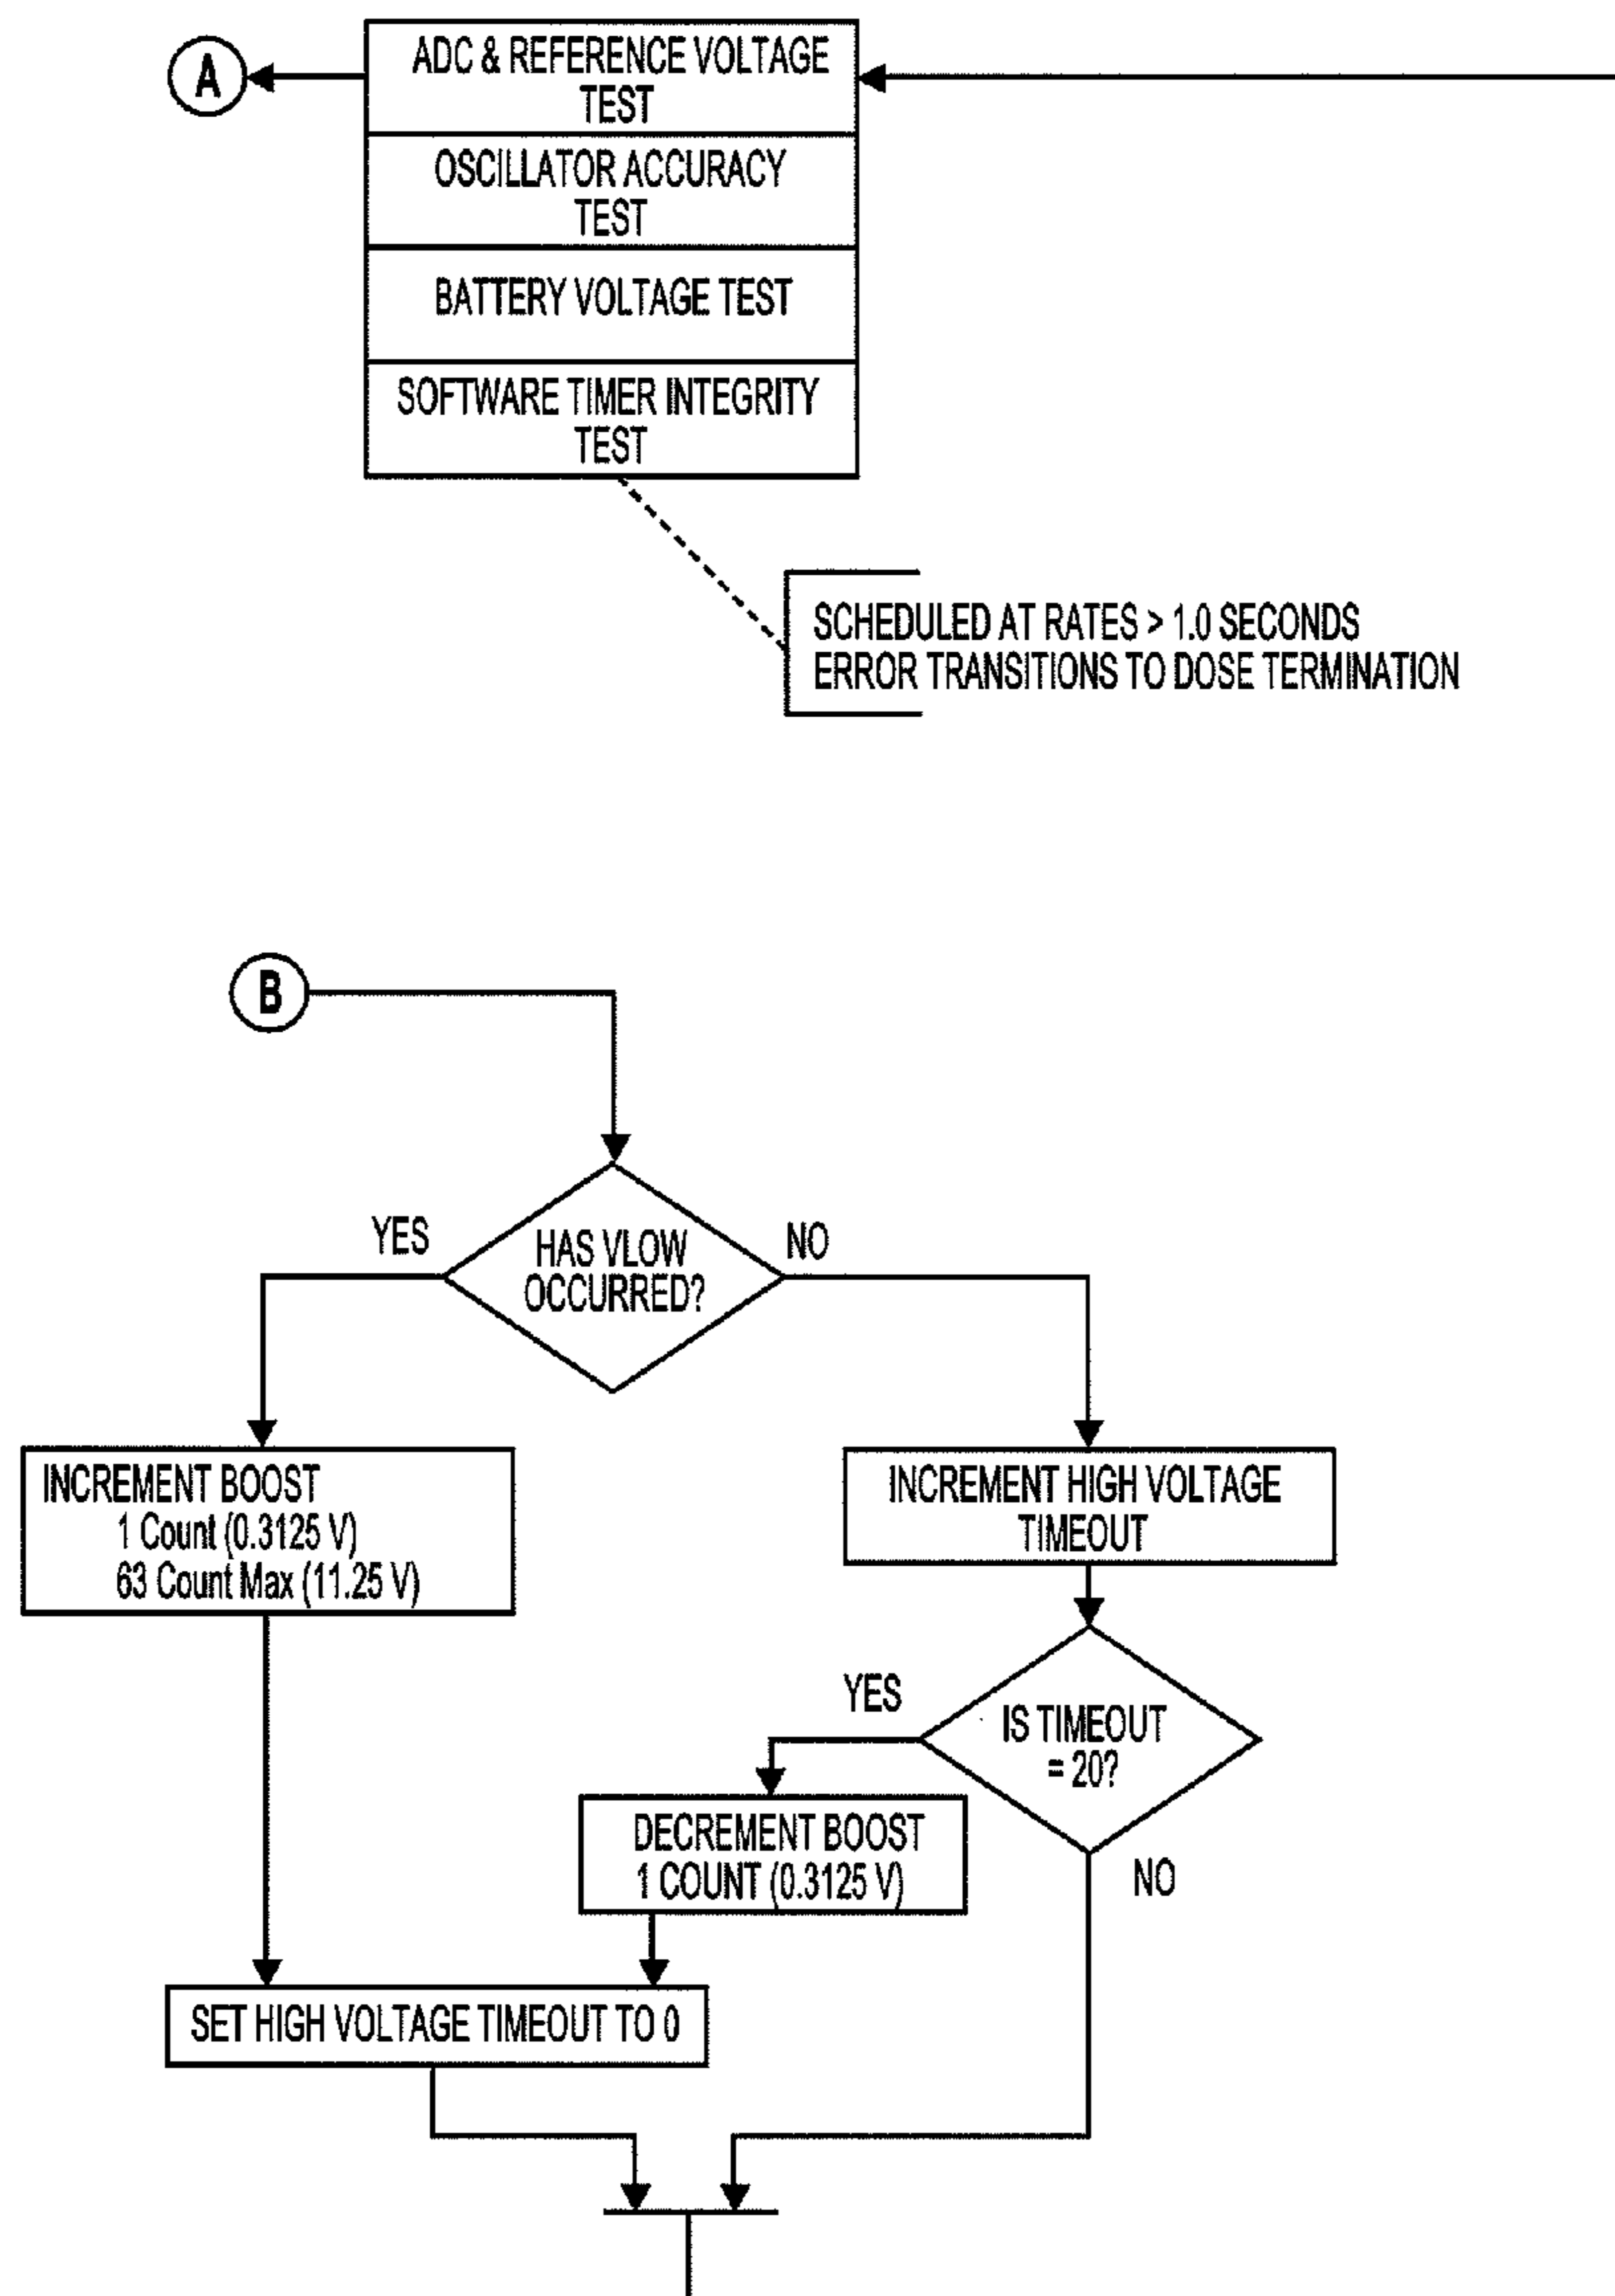 A
ADC & REFERENCE VOLTAGE
TEST
OSCILLATOR ACCURACY
TEST
BATTERY VOLTAGE TEST
SOFTWARE TIMER INTEGRITY
TEST
SCHEDULED AT RATES > 1.0 SECONDS
ERROR TRANSITIONS TO DOSE TERMINATION
B
HAS VLOW
OCCURRED?
YES
NO
INCREMENT BOOST
1 Count (0.3125 V)
63 Count Max (11.25 V)
INCREMENT HIGH VOLTAGE
TIMEOUT
IS TIMEOUT
= 20?
YES
NO
DECREMENT BOOST
1 COUNT (0.3125 V)
SET HIGH VOLTAGE TIMEOUT TO 0